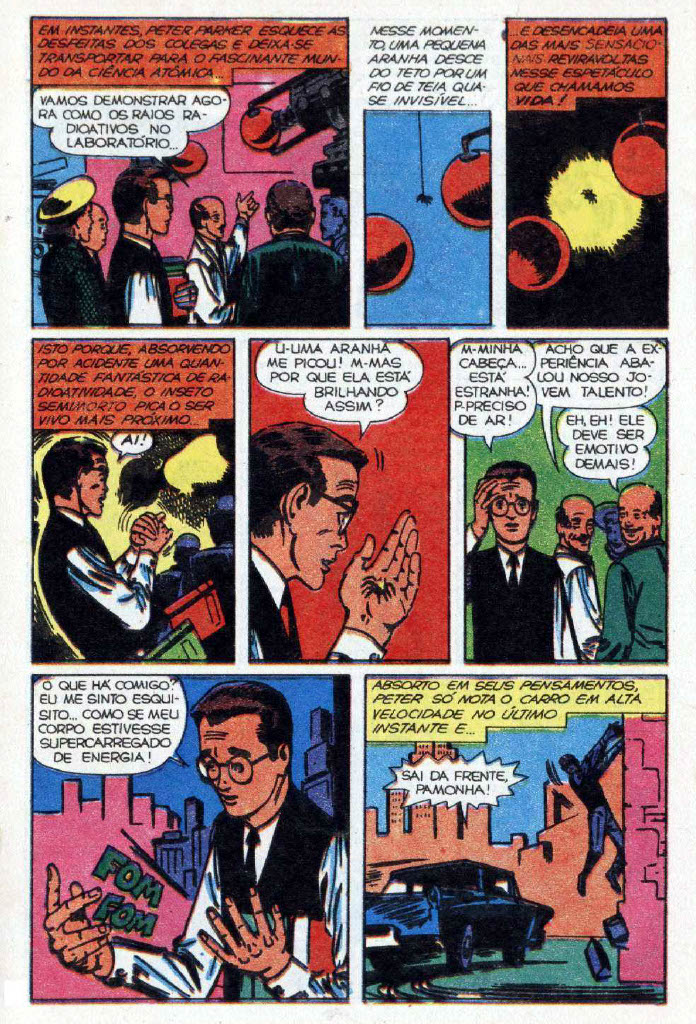 EM INSTANTES, PETER PARKER ESQUECE AS
DESPEITAS DOS COLEGAS E DEIXA-SE
TRANSPORTAR PARA O FASCINANTE MUN-
DO DA CIÊNCIA ATÔMICA...
VAMOS DEMONSTRAR AGO-
RA COMO OS RAIOS RA-
DIOATIVOS NO
LABORATÓRIO...
NESSE MOMEN-
TO, UMA PEQUENA
ARANHA DESCE
DO TETO POR UM
FIO DE TEIA QUA-
SE INVISÍVEL...
...E DESENCADEIA UMA
DAS MAIS SENSACIO-
NAIS REVIRAVOLTAS
NESSE ESPETÁCULO
QUE CHAMAMOS
VIDA!
ISTO PORQUE, ABSORVENDO
POR ACIDENTE UMA QUAN-
TIDADE FANTÁSTICA DE RA-
DIOATIVIDADE, O INSETO
SEMIMORTO PICA O SER
VIVO MAIS PRÓXIMO...
AI!
U-UMA ARANHA
ME PICOU! M-MAS
POR QUE ELA ESTÁ
BRILHANDO
ASSIM?
M-MINHA
CABEÇA...
ESTÁ
ESTRANHA!
P-PRECISO
DE AR!
ACHO QUE A EX-
PERIÊNCIA ABA-
LOU NOSSO JO-
VEM TALENTO!
EH, EH! ELE
DEVE SER
EMOTIVO
DEMAIS!
O QUE HÁ COMIGO?
EU ME SINTO ESQUI-
SITO... COMO SE MEU
CORPO ESTIVESSE
SUPERCARREGADO
DE ENERGIA!
FOM
FOM
ABSORTO EM SEUS PENSAMENTOS,
PETER SÓ NOTA O CARRO EM ALTA
VELOCIDADE NO ÚLTIMO
INSTANTE E...
SAI DA FRENTE,
PAMONHA!